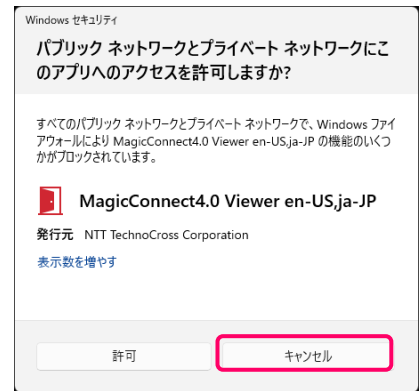 Windows セキュリティ
パブリック ネットワークとプライベート ネットワークにこ
のアプリへのアクセスを許可しますか?
すべてのパブリック ネットワークとプライベート ネットワークで、Windows ファイ
アウォールにより MagicConnect4.0 Viewer en-US,ja-JP の機能のいくつ
かがブロックされています。
MagicConnect4.0 Viewer en-US,ja-JP
発行元 NTT TechnoCross Corporation
表示数を増やす
許可
キャンセル